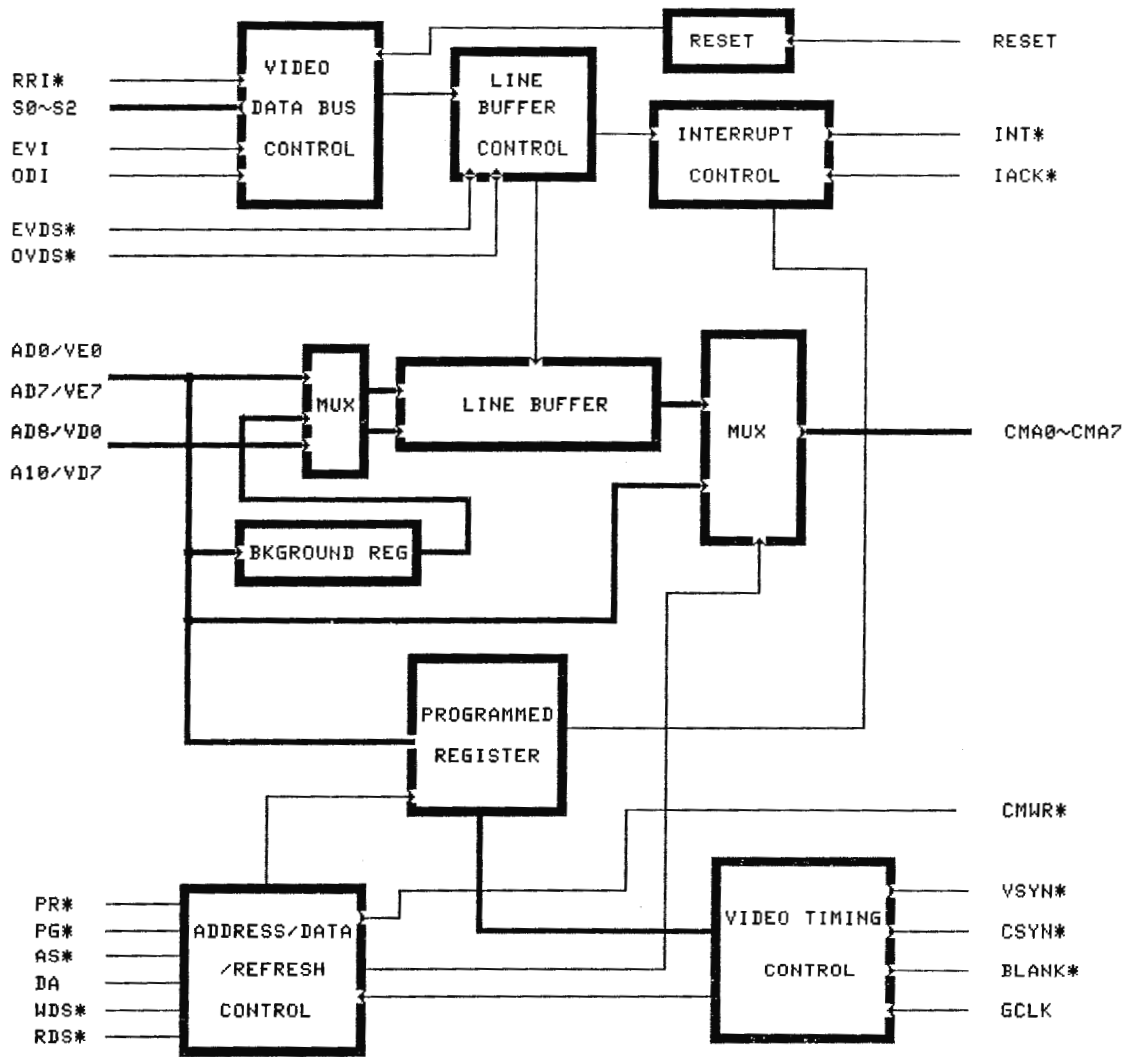 RESET
RESET
VIDEO
DATA BUS
CONTROL
LINE
BUFFER
CONTROL
RRI*
S0~S2
EVI
ODI
INTERRUPT
CONTROL
INT*
IACK*
EVDS*
OVDS*
AD0/VE0
AD7/VE7
AD8/VD0
A10/VD7
MUX
LINE BUFFER
MUX
CMA0~CMA7
BKGROUND REG
PROGRAMMED
REGISTER
CMWR*
PR*
PG*
AS*
DA
WDS*
RDS*
ADDRESS/DATA
/REFRESH
CONTROL
VIDEO TIMING
CONTROL
VSYN*
CSYN*
BLANK*
GCLK